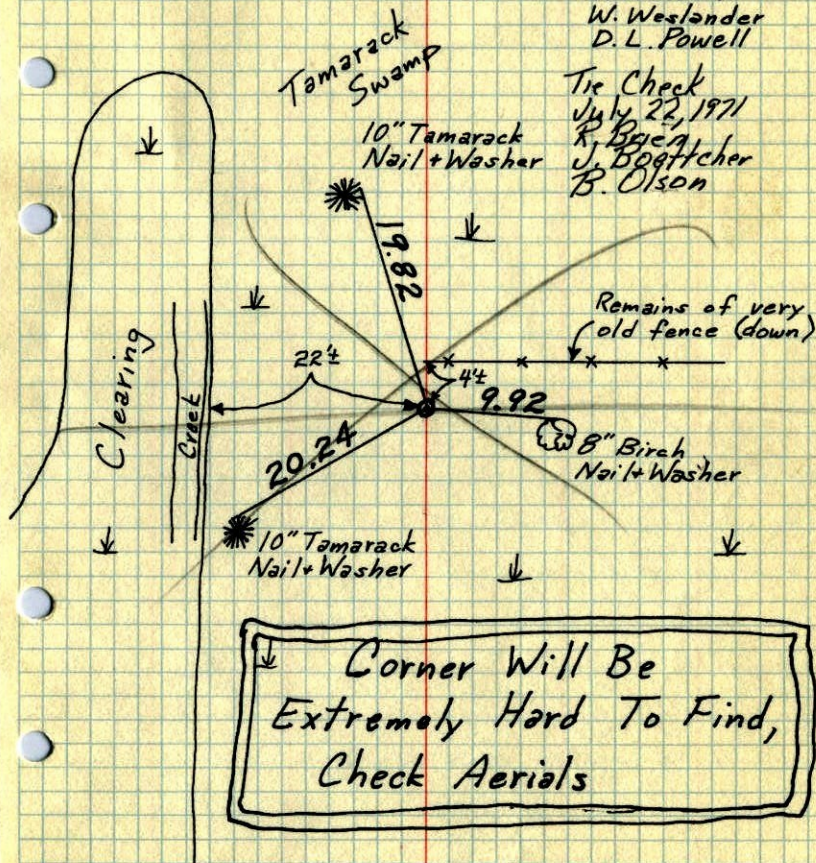 W. Weslander
D. L. Powell
Tie Check
July 22, 1971
R. Brien
J. Boettcher
B. Olson
Tamarack
Swamp
10" Tamarack
Nail + Washer
19.82
Remains of very
old fence (down)
22'±
4'±
9.92
Clearing
Creek
20.24
8" Birch
Nail + Washer
10" Tamarack
Nail + Washer
Corner Will Be
Extremely Hard To Find,
Check Aerials